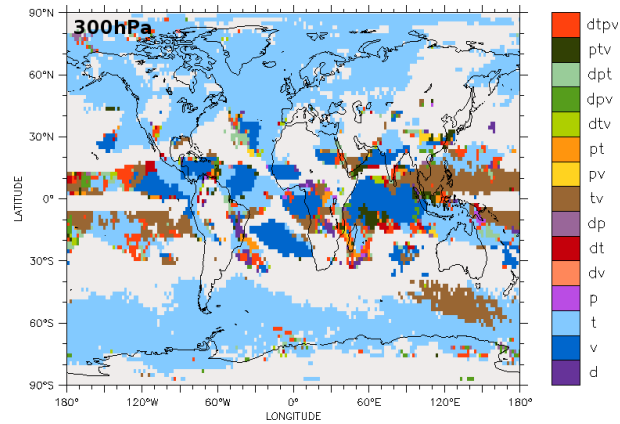 300hPa
90°N
60°N
30°N
0°
30°S
60°S
90°S
LATITUDE
180°
120°W
60°W
0°
60°E
120°E
180°
LONGITUDE
dtpv
ptv
dpt
dpv
dtv
pt
pv
tv
dp
dt
dv
p
t
v
d